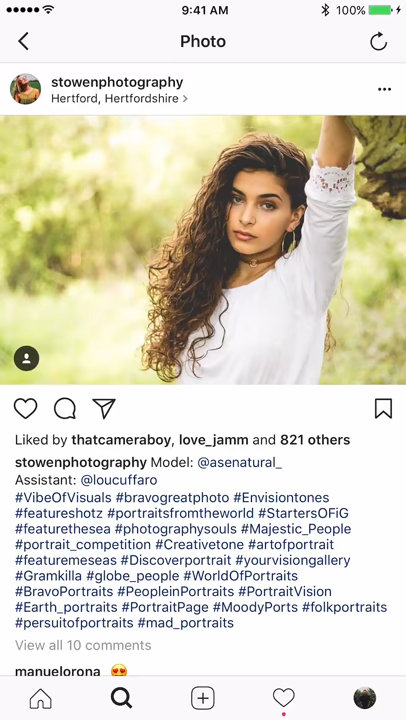 9:41 AM 100%
Photo
stowenphotography
Hertford, Hertfordshire >
Liked by thatcameraboy, love_jamm and 821 others
stowenphotography Model: @asenatural_
Assistant: @loucuffaro
#VibeOfVisuals #bravogreatphoto #Envisiontones
#featureshotz #portraitsfromtheworld #StartersOFiG
#featurethesea #photographysouls #Majestic_People
#portrait_competition #Creativetone #artofportrait
#featuremeseas #Discoverportrait #yourvisiongallery
#Gramkilla #globe_people #WorldOfPortraits
#BravoPortraits #PeopleinPortraits #PortraitVision
#Earth_portraits #PortraitPage #MoodyPorts #folkportraits
#persuitofportraits #mad_portraits
View all 10 comments
manuelorona 😍